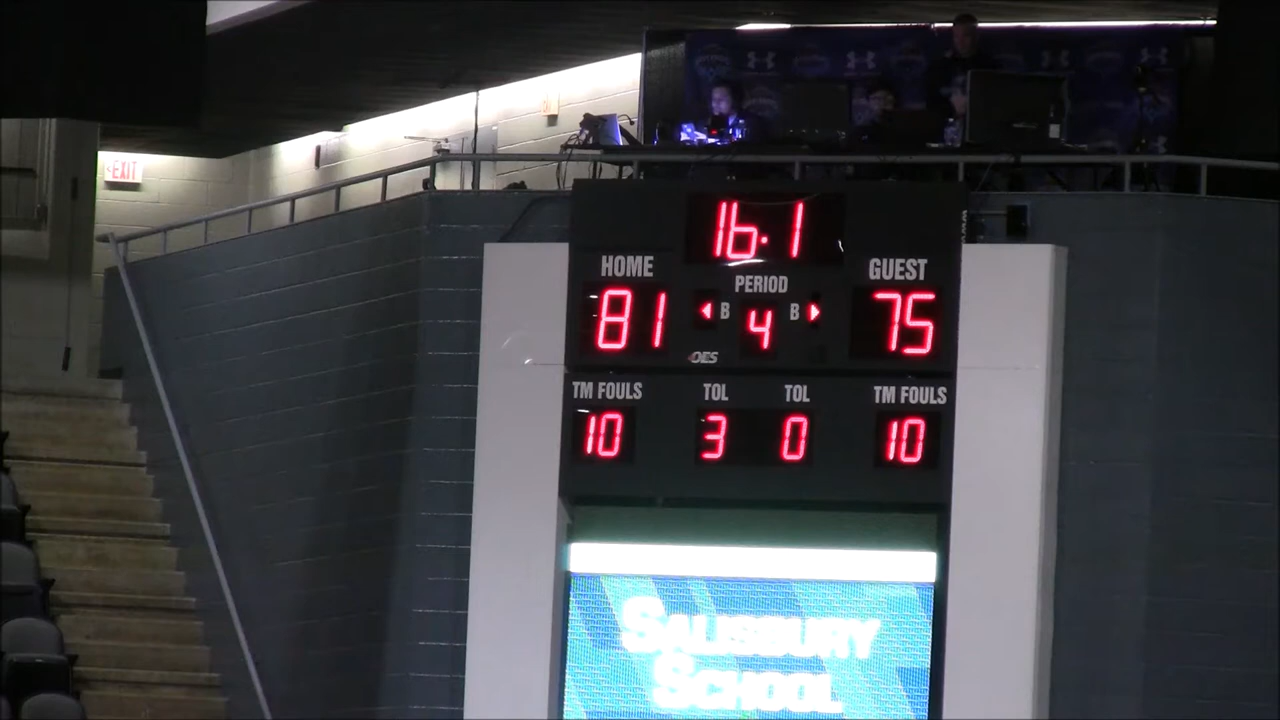 EXIT
16.1
HOME
PERIOD
GUEST
81
B
4
B
75
OES
TM FOULS
TOL
TOL
TM FOULS
10
3
0
10
SALISBURY
SCHOOL